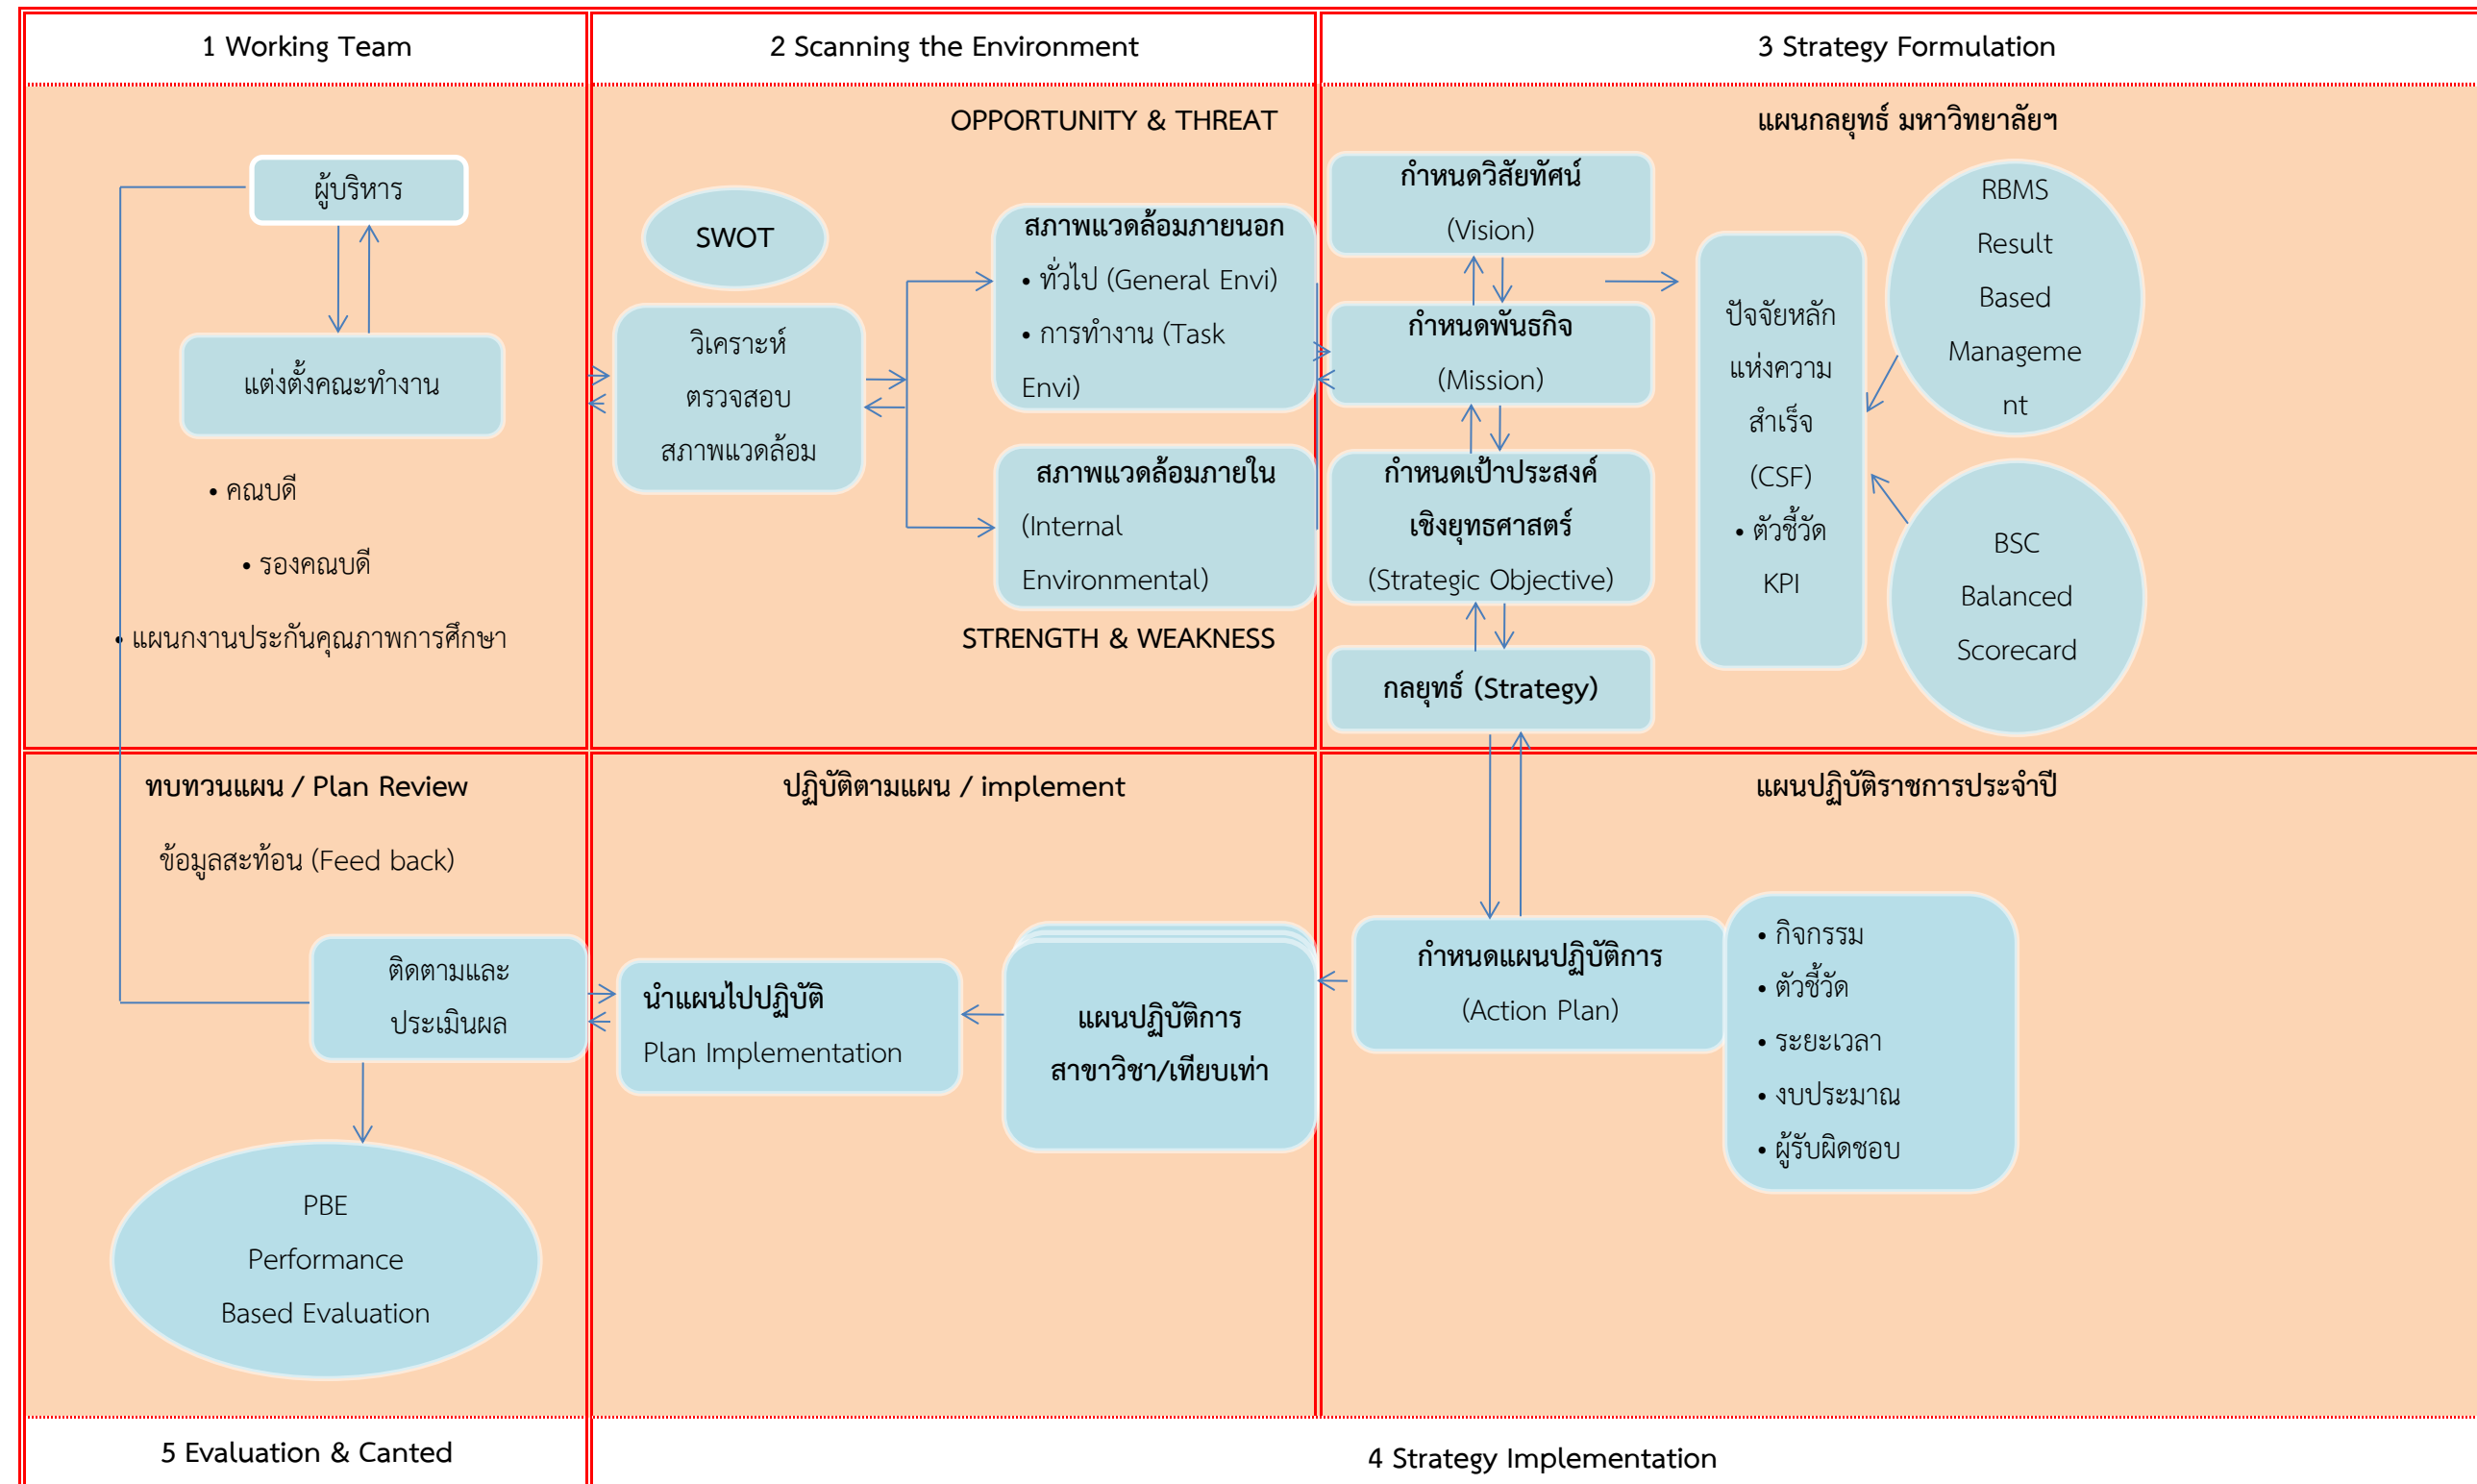 1 Working Team
2 Scanning the Environment
3 Strategy Formulation
ผู้บริหาร
แต่งตั้งคณะทำงาน
• คณบดี
• รองคณบดี
• แผนกงานประกันคุณภาพการศึกษา
OPPORTUNITY & THREAT
SWOT
วิเคราะห์
ตรวจสอบ
สภาพแวดล้อม
สภาพแวดล้อมภายนอก
• ทั่วไป (General Envi)
• การทำงาน (Task
Envi)
สภาพแวดล้อมภายใน
(Internal
Environmental)
STRENGTH & WEAKNESS
แผนกลยุทธ์ มหาวิทยาลัยฯ
กำหนดวิสัยทัศน์
(Vision)
กำหนดพันธกิจ
(Mission)
กำหนดเป้าประสงค์
เชิงยุทธศาสตร์
(Strategic Objective)
กลยุทธ์ (Strategy)
ปัจจัยหลัก
แห่งความ
สำเร็จ
(CSF)
• ตัวชี้วัด
KPI
RBMS
Result
Based
Manageme
nt
BSC
Balanced
Scorecard
ทบทวนแผน / Plan Review
ข้อมูลสะท้อน (Feed back)
ติดตามและ
ประเมินผล
PBE
Performance
Based Evaluation
ปฏิบัติตามแผน / implement
นำแผนไปปฏิบัติ
Plan Implementation
แผนปฏิบัติการ
สาขาวิชา/เทียบเท่า
แผนปฏิบัติราชการประจำปี
กำหนดแผนปฏิบัติการ
(Action Plan)
• กิจกรรม
• ตัวชี้วัด
• ระยะเวลา
• งบประมาณ
• ผู้รับผิดชอบ
5 Evaluation & Canted
4 Strategy Implementation